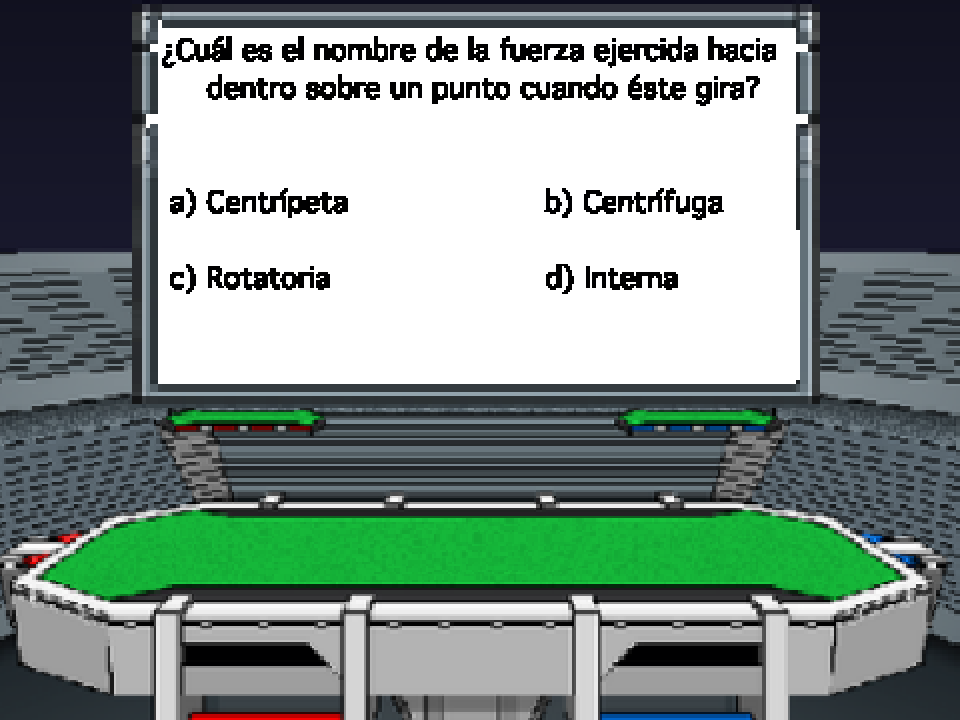 ¿Cuál es el nombre de la fuerza ejercida hacia
dentro sobre un punto cuando éste gira?
a) Centrípeta b) Centrífuga
c) Rotatoria d) Interna